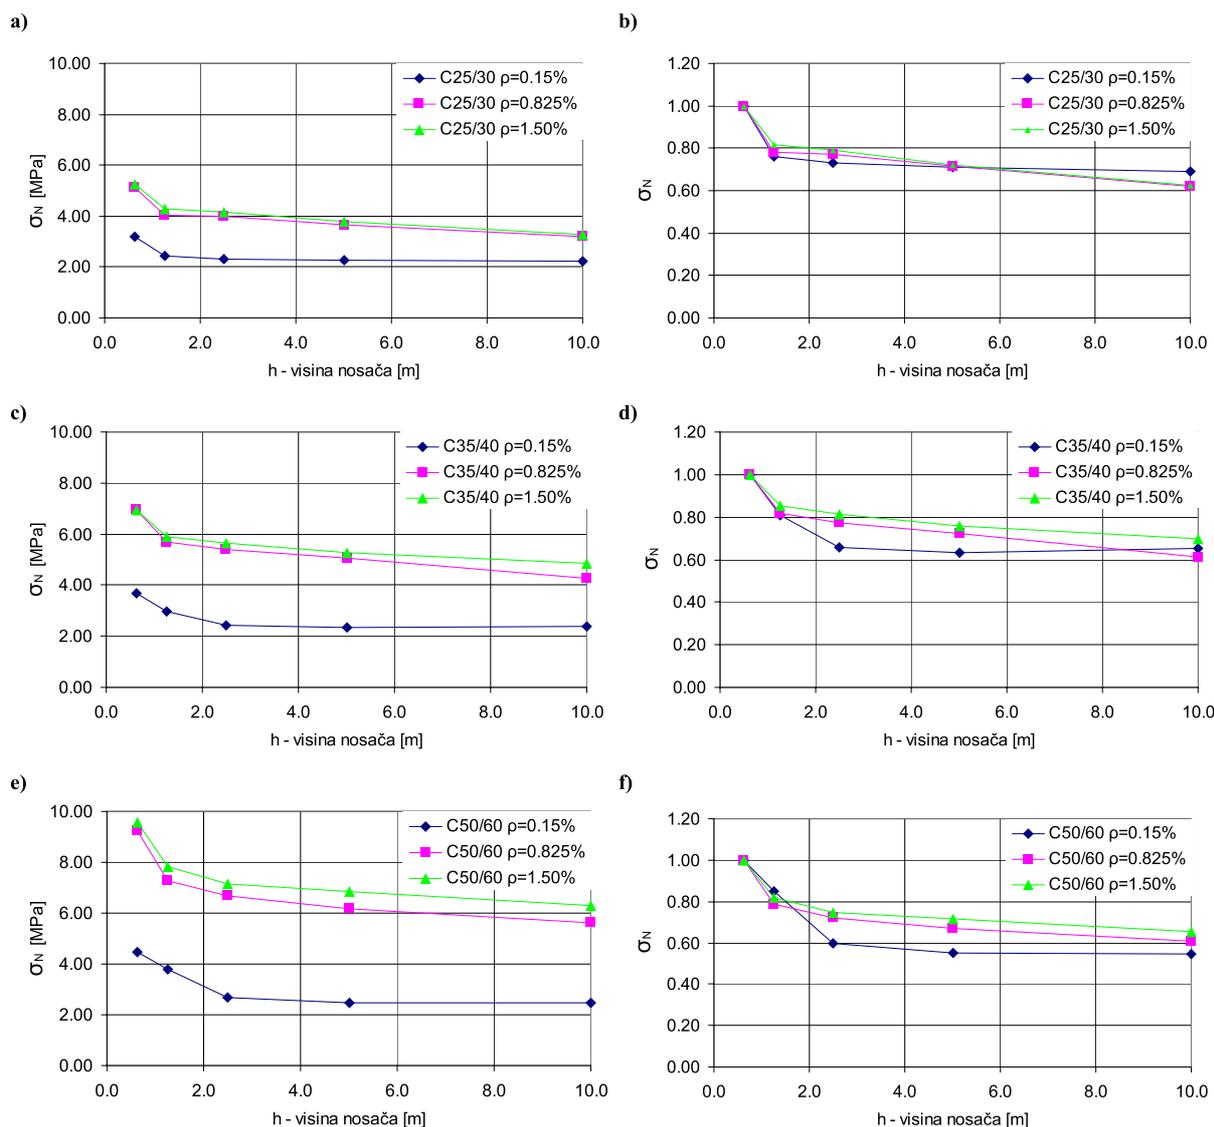 a)
10.00
8.00
6.00
4.00
2.00
0.00
σN [MPa]
C25/30 ρ=0.15%
C25/30 ρ=0.825%
C25/30 ρ=1.50%
0.0 2.0 4.0 6.0 8.0 10.0
h - visina nosača [m]
b)
1.20
1.00
0.80
0.60
0.40
0.20
0.00
σN
C25/30 ρ=0.15%
C25/30 ρ=0.825%
C25/30 ρ=1.50%
0.0 2.0 4.0 6.0 8.0 10.0
h - visina nosača [m]
c)
10.00
8.00
6.00
4.00
2.00
0.00
σN [MPa]
C35/40 ρ=0.15%
C35/40 ρ=0.825%
C35/40 ρ=1.50%
0.0 2.0 4.0 6.0 8.0 10.0
h - visina nosača [m]
d)
1.20
1.00
0.80
0.60
0.40
0.20
0.00
σN
C35/40 ρ=0.15%
C35/40 ρ=0.825%
C35/40 ρ=1.50%
0.0 2.0 4.0 6.0 8.0 10.0
h - visina nosača [m]
e)
10.00
8.00
6.00
4.00
2.00
0.00
σN [MPa]
C50/60 ρ=0.15%
C50/60 ρ=0.825%
C50/60 ρ=1.50%
0.0 2.0 4.0 6.0 8.0 10.0
h - visina nosača [m]
f)
1.20
1.00
0.80
0.60
0.40
0.20
0.00
σN
C50/60 ρ=0.15%
C50/60 ρ=0.825%
C50/60 ρ=1.50%
0.0 2.0 4.0 6.0 8.0 10.0
h - visina nosača [m]